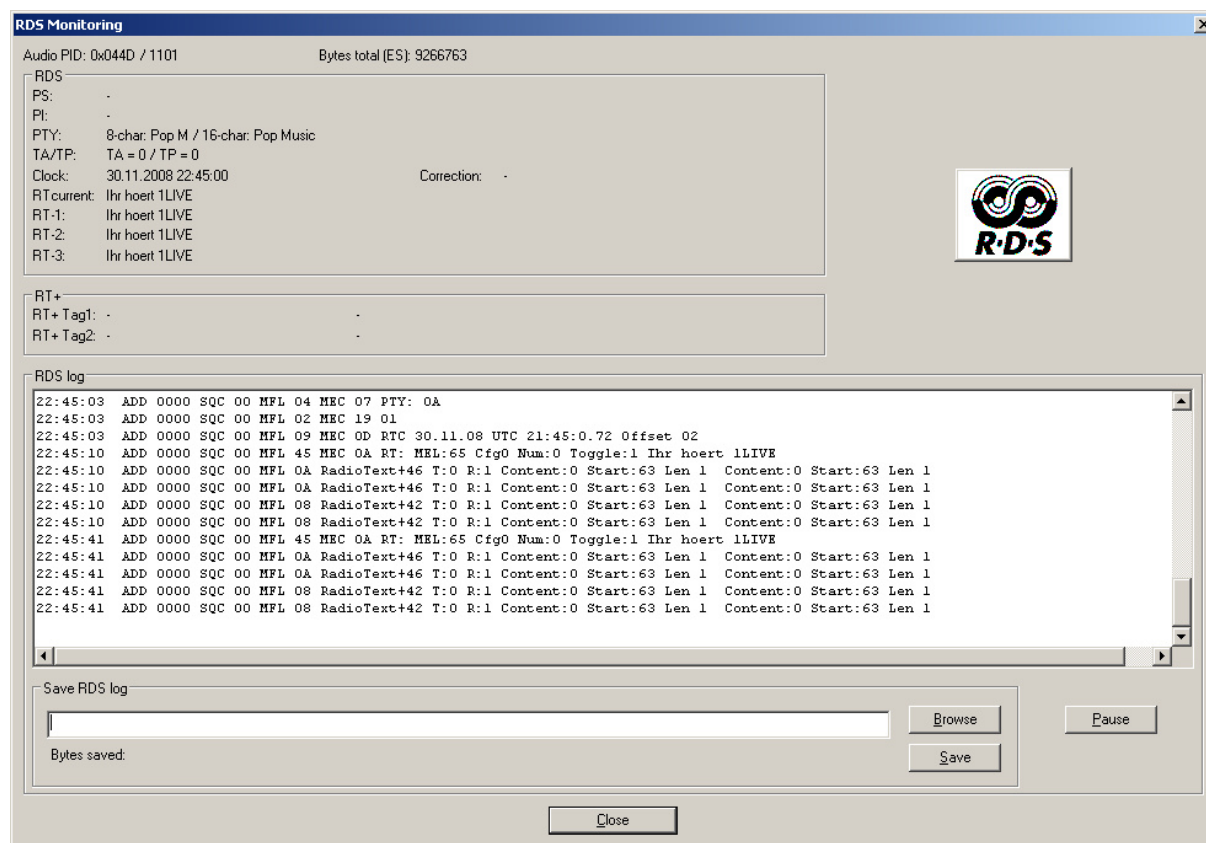 RDS Monitoring
Audio PID: 0x044D / 1101 Bytes total (ES): 9266763
RDS
PS: -
PI: -
PTY: 8-char: Pop M / 16-char: Pop Music
TA/TP: TA = 0 / TP = 0
Clock: 30.11.2008 22:45:00 Correction: -
RTcurrent: Ihr hoert 1LIVE
RT-1: Ihr hoert 1LIVE
RT-2: Ihr hoert 1LIVE
RT-3: Ihr hoert 1LIVE
R·D·S
RT+
RT+ Tag1: - -
RT+ Tag2: - -
RDS log
22:45:03 ADD 0000 SQC 00 MFL 04 MEC 07 PTY: 0A
22:45:03 ADD 0000 SQC 00 MFL 02 MEC 19 01
22:45:03 ADD 0000 SQC 00 MFL 09 MEC 0D RTC 30.11.08 UTC 21:45:0.72 Offset 02
22:45:10 ADD 0000 SQC 00 MFL 45 MEC 0A RT: MEL:65 Cfg0 Num:0 Toggle:1 Ihr hoert 1LIVE
22:45:10 ADD 0000 SQC 00 MFL 0A RadioText+46 T:0 R:1 Content:0 Start:63 Len 1 Content:0 Start:63 Len 1
22:45:10 ADD 0000 SQC 00 MFL 0A RadioText+46 T:0 R:1 Content:0 Start:63 Len 1 Content:0 Start:63 Len 1
22:45:10 ADD 0000 SQC 00 MFL 08 RadioText+42 T:0 R:1 Content:0 Start:63 Len 1 Content:0 Start:63 Len 1
22:45:10 ADD 0000 SQC 00 MFL 08 RadioText+42 T:0 R:1 Content:0 Start:63 Len 1 Content:0 Start:63 Len 1
22:45:41 ADD 0000 SQC 00 MFL 45 MEC 0A RT: MEL:65 Cfg0 Num:0 Toggle:1 Ihr hoert 1LIVE
22:45:41 ADD 0000 SQC 00 MFL 0A RadioText+46 T:0 R:1 Content:0 Start:63 Len 1 Content:0 Start:63 Len 1
22:45:41 ADD 0000 SQC 00 MFL 0A RadioText+46 T:0 R:1 Content:0 Start:63 Len 1 Content:0 Start:63 Len 1
22:45:41 ADD 0000 SQC 00 MFL 08 RadioText+42 T:0 R:1 Content:0 Start:63 Len 1 Content:0 Start:63 Len 1
22:45:41 ADD 0000 SQC 00 MFL 08 RadioText+42 T:0 R:1 Content:0 Start:63 Len 1 Content:0 Start:63 Len 1
Save RDS log
Browse
Pause
Bytes saved:
Save
Close